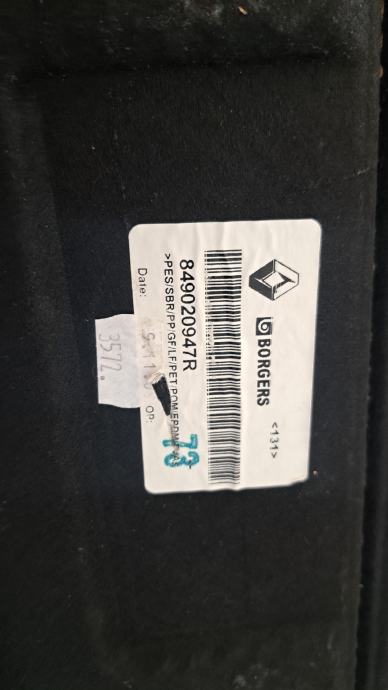 BORGERS
<131>
849020947R
>PES/SBR/PP/GF/LF/PET/POM/EPDM
Date:
OP:
73
3572.